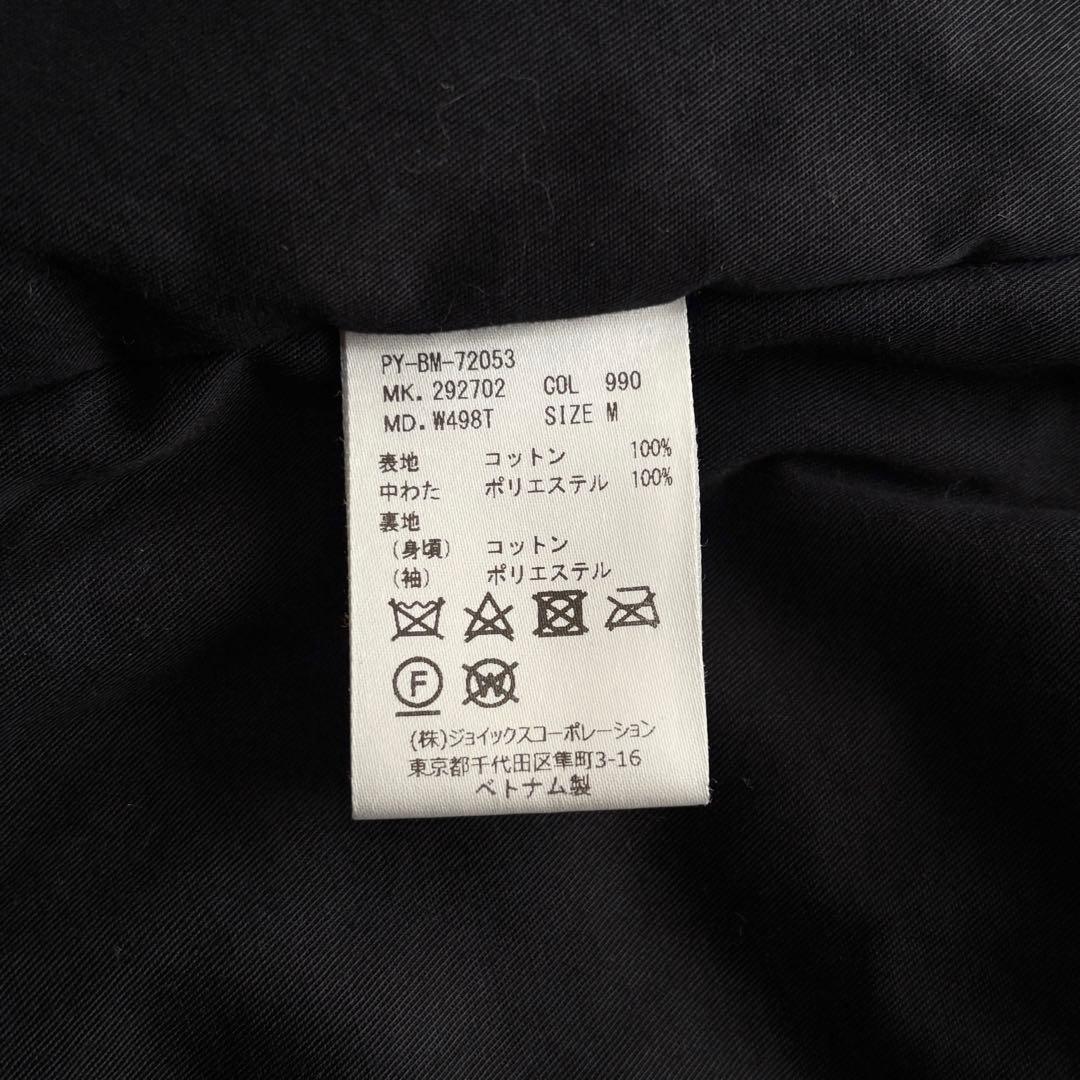 PY-BM-72053
MK. 292702 COL 990
MD. W498T SIZE M
表地 コットン 100%
中わた ポリエステル 100%
裏地
(身頃) コットン
(袖) ポリエステル
F W
(株)ジョイックスコーポレーション
東京都千代田区隼町3-16
ベトナム製